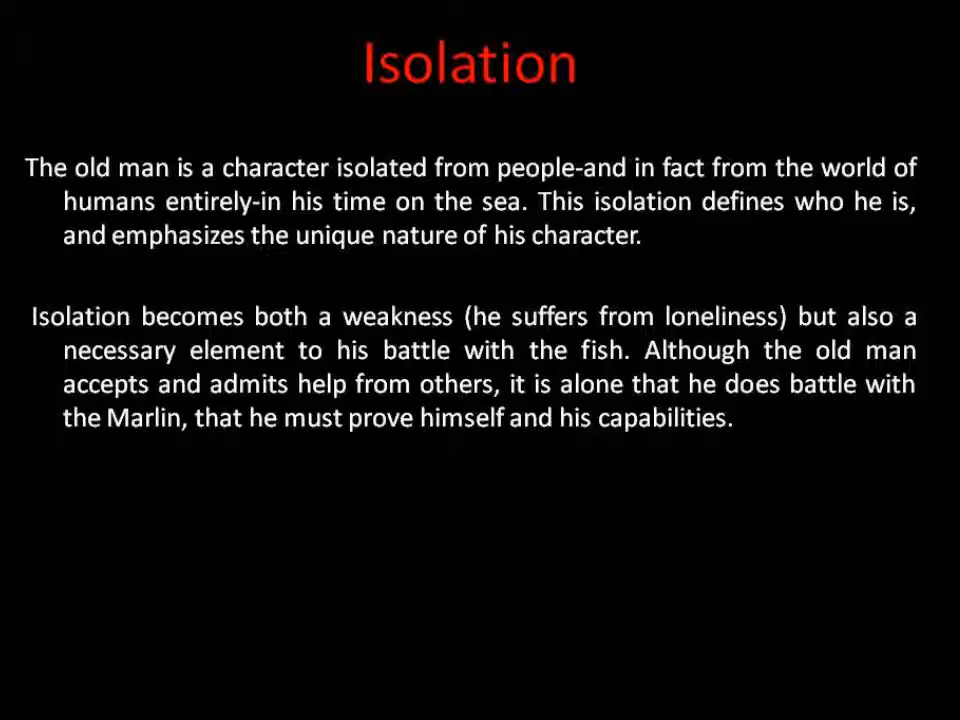 Isolation
The old man is a character isolated from people-and in fact from the world of
humans entirely-in his time on the sea. This isolation defines who he is,
and emphasizes the unique nature of his character.
Isolation becomes both a weakness (he suffers from loneliness) but also a
necessary element to his battle with the fish. Although the old man
accepts and admits help from others, it is alone that he does battle with
the Marlin, that he must prove himself and his capabilities.